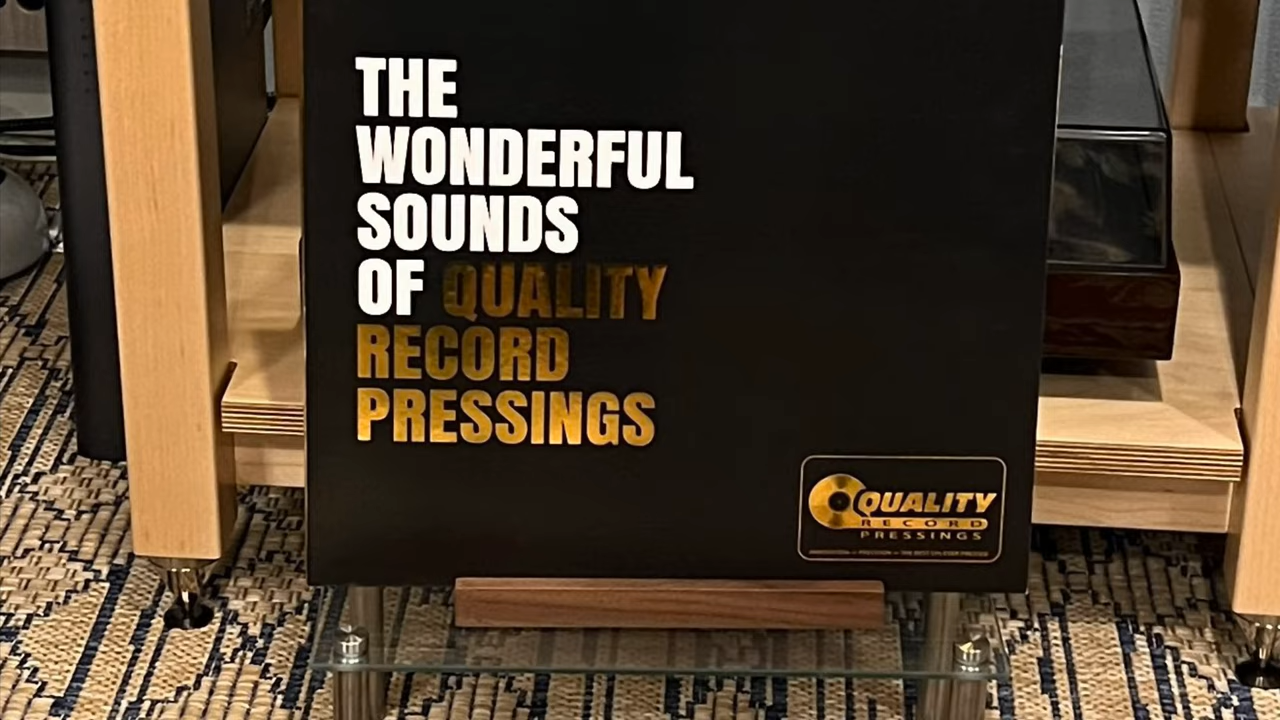 THE
WONDERFUL
SOUNDS
OF QUALITY
RECORD
PRESSINGS
QUALITY
RECORD
PRESSINGS